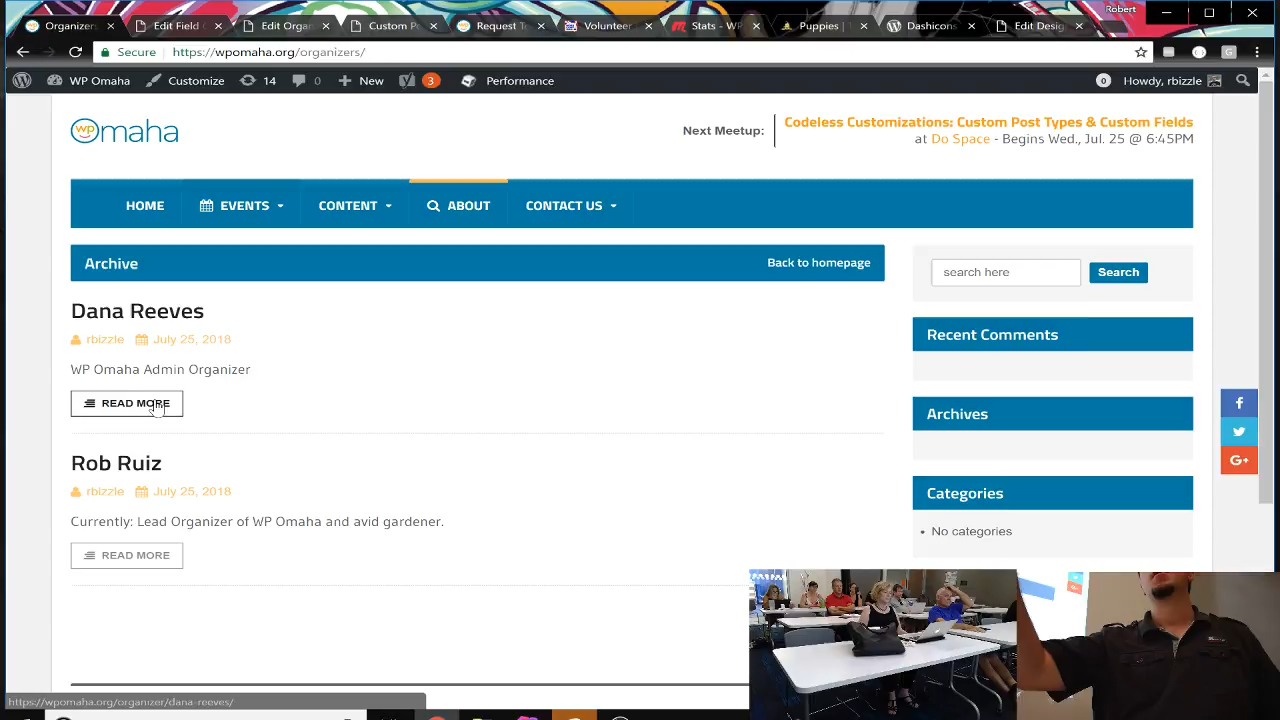 Robert
Organizers
Edit Field
Edit Organ
Custom P
Request T
Volunteer
Stats - WP
Puppies |
Dashicons
Edit Desig
Secure https://wpomaha.org/organizers/
WP Omaha Customize 14 0 New 3 Performance 0 Howdy, rbizzle
wp Omaha
Next Meetup:
Codeless Customizations: Custom Post Types & Custom Fields
at Do Space - Begins Wed., Jul. 25 @ 6:45PM
HOME EVENTS CONTENT ABOUT CONTACT US
Archive
Back to homepage
Dana Reeves
rbizzle July 25, 2018
WP Omaha Admin Organizer
READ MORE
Rob Ruiz
rbizzle July 25, 2018
Currently: Lead Organizer of WP Omaha and avid gardener.
READ MORE
search here
Search
Recent Comments
Archives
Categories
No categories
https://wpomaha.org/organizer/dana-reeves/